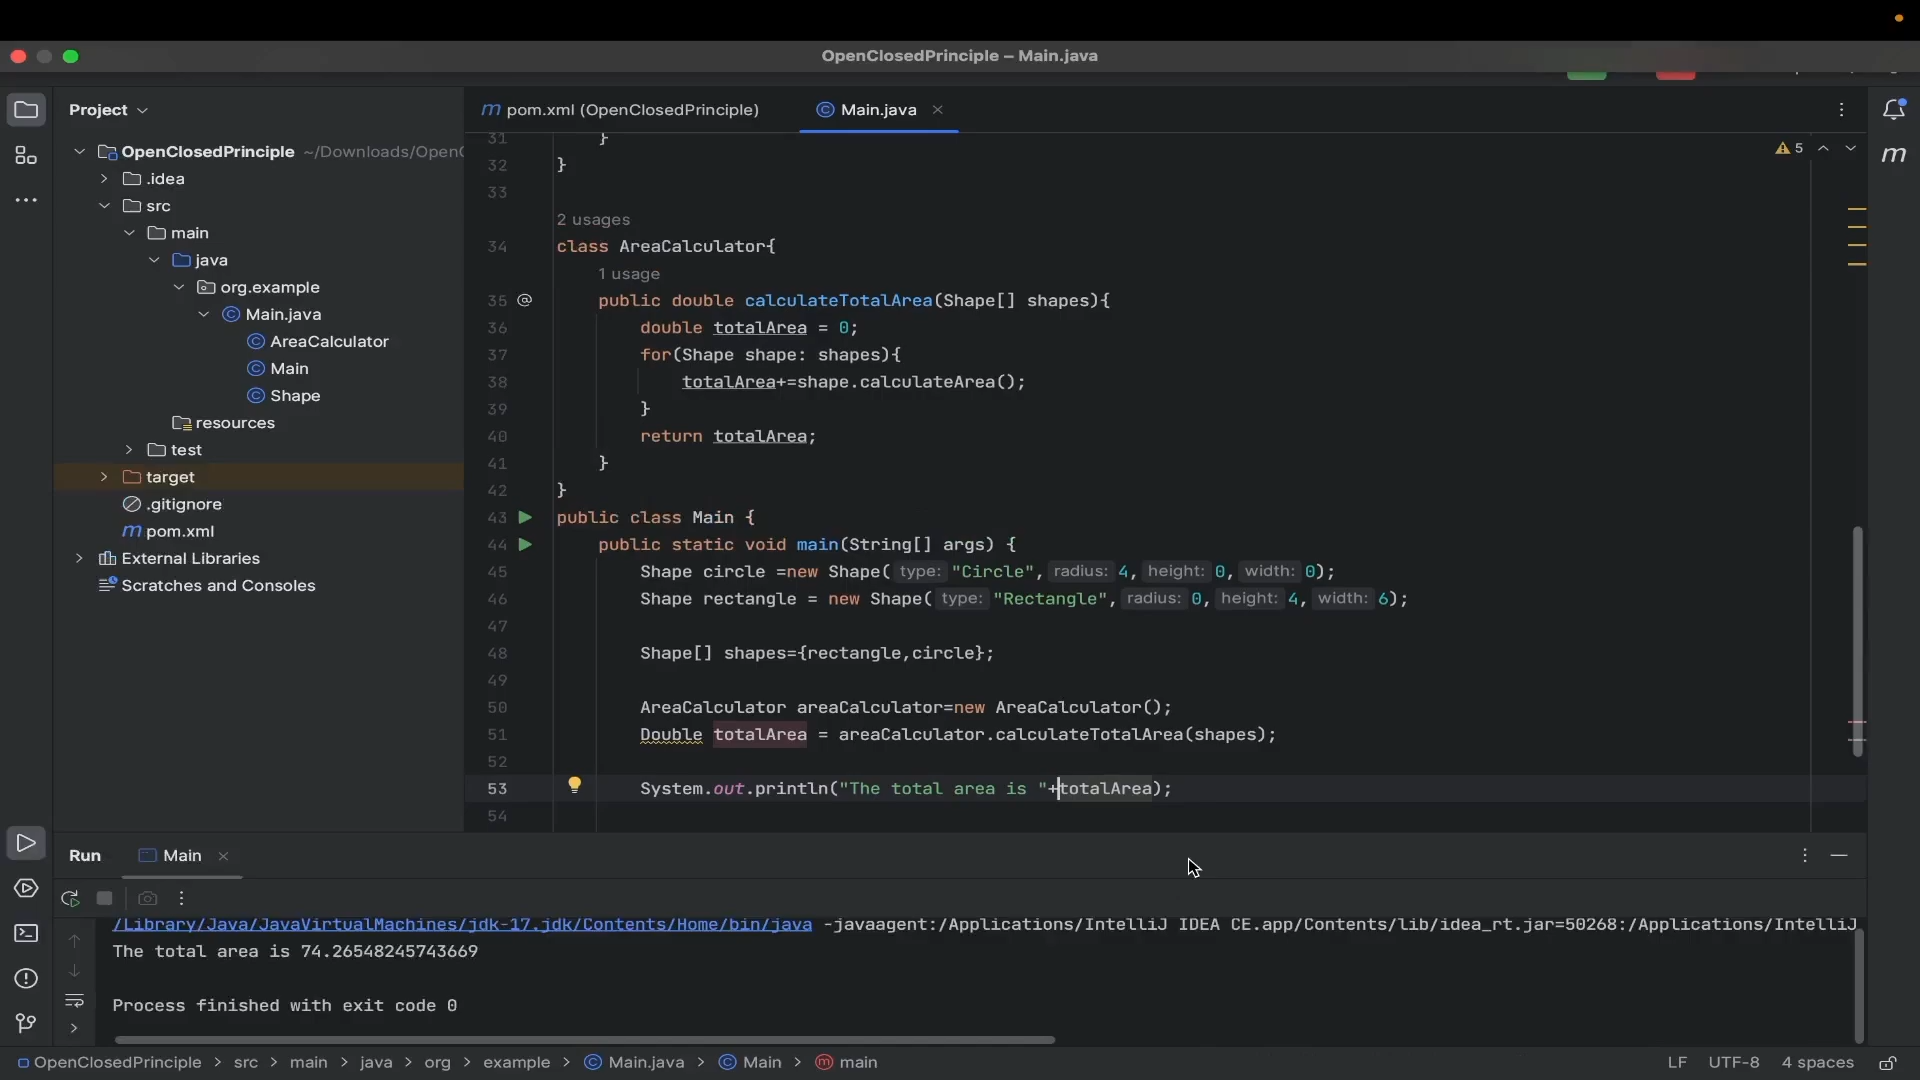 OpenClosedPrinciple – Main.java
Project
m pom.xml (OpenClosedPrinciple)
Main.java
OpenClosedPrinciple ~/Downloads/OpenC
.idea
src
main
java
org.example
Main.java
AreaCalculator
Main
Shape
resources
test
target
.gitignore
m pom.xml
External Libraries
Scratches and Consoles
5
m
31 }
32 }
33
2 usages
34 class AreaCalculator{
1 usage
35 @ public double calculateTotalArea(Shape[] shapes){
36 double totalArea = 0;
37 for(Shape shape: shapes){
38 totalArea+=shape.calculateArea();
39 }
40 return totalArea;
41 }
42 }
43 public class Main {
44 public static void main(String[] args) {
45 Shape circle =new Shape( type: "Circle", radius: 4, height: 0, width: 0);
46 Shape rectangle = new Shape( type: "Rectangle", radius: 0, height: 4, width: 6);
47
48 Shape[] shapes={rectangle,circle};
49
50 AreaCalculator areaCalculator=new AreaCalculator();
51 Double totalArea = areaCalculator.calculateTotalArea(shapes);
52
53 System.out.println("The total area is "+totalArea);
54
Run
Main
/Library/Java/JavaVirtualMachines/jdk-17.jdk/Contents/Home/bin/java -javaagent:/Applications/IntelliJ IDEA CE.app/Contents/lib/idea_rt.jar=50268:/Applications/IntelliJ
The total area is 74.26548245743669
Process finished with exit code 0
OpenClosedPrinciple > src > main > java > org > example > Main.java > Main > m main
LF UTF-8 4 spaces